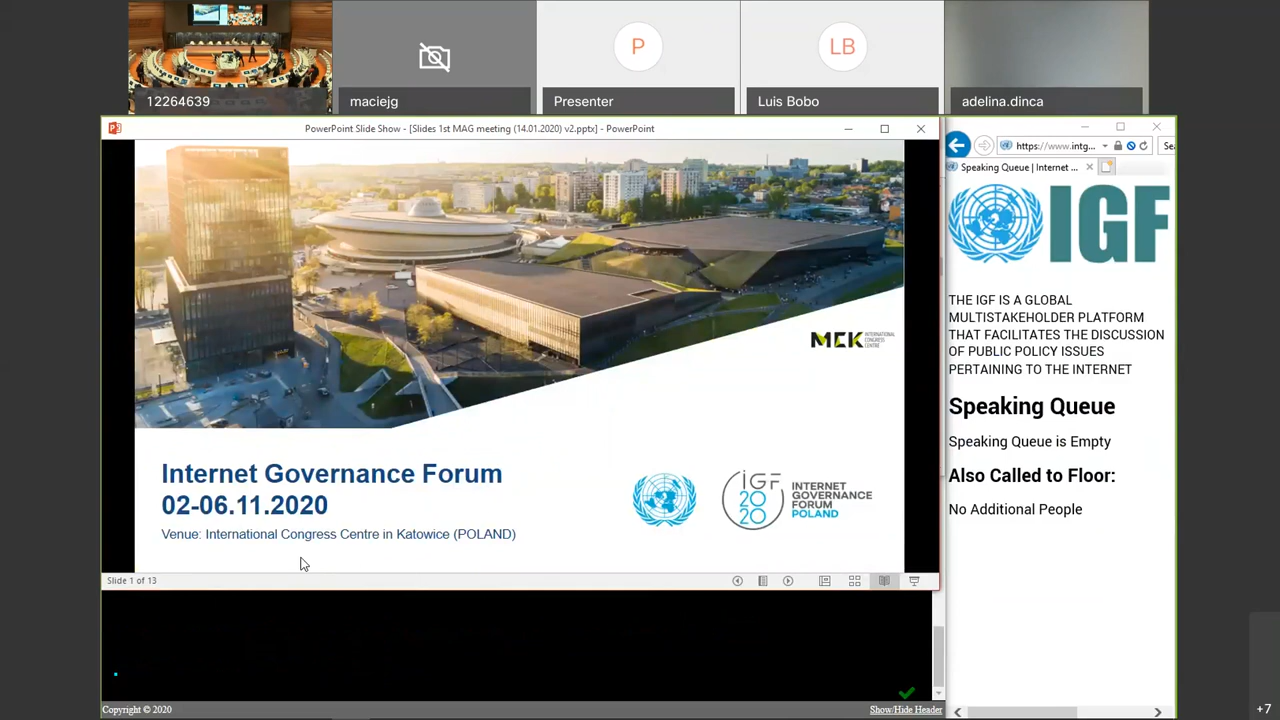 12264639
maciejg
P
Presenter
LB
Luis Bobo
adelina.dinca
PowerPoint Slide Show - [Slides 1st MAG meeting (14.01.2020) v2.pptx] - PowerPoint
MCK INTERNATIONAL
CONGRESS
CENTRE
Internet Governance Forum
02-06.11.2020
Venue: International Congress Centre in Katowice (POLAND)
IGF
20
20
INTERNET
GOVERNANCE
FORUM
POLAND
Slide 1 of 13
https://www.intg...
Sea
Speaking Queue | Internet ...
IGF
THE IGF IS A GLOBAL
MULTISTAKEHOLDER PLATFORM
THAT FACILITATES THE DISCUSSION
OF PUBLIC POLICY ISSUES
PERTAINING TO THE INTERNET
Speaking Queue
Speaking Queue is Empty
Also Called to Floor:
No Additional People
Copyright © 2020
Show/Hide Header
+7